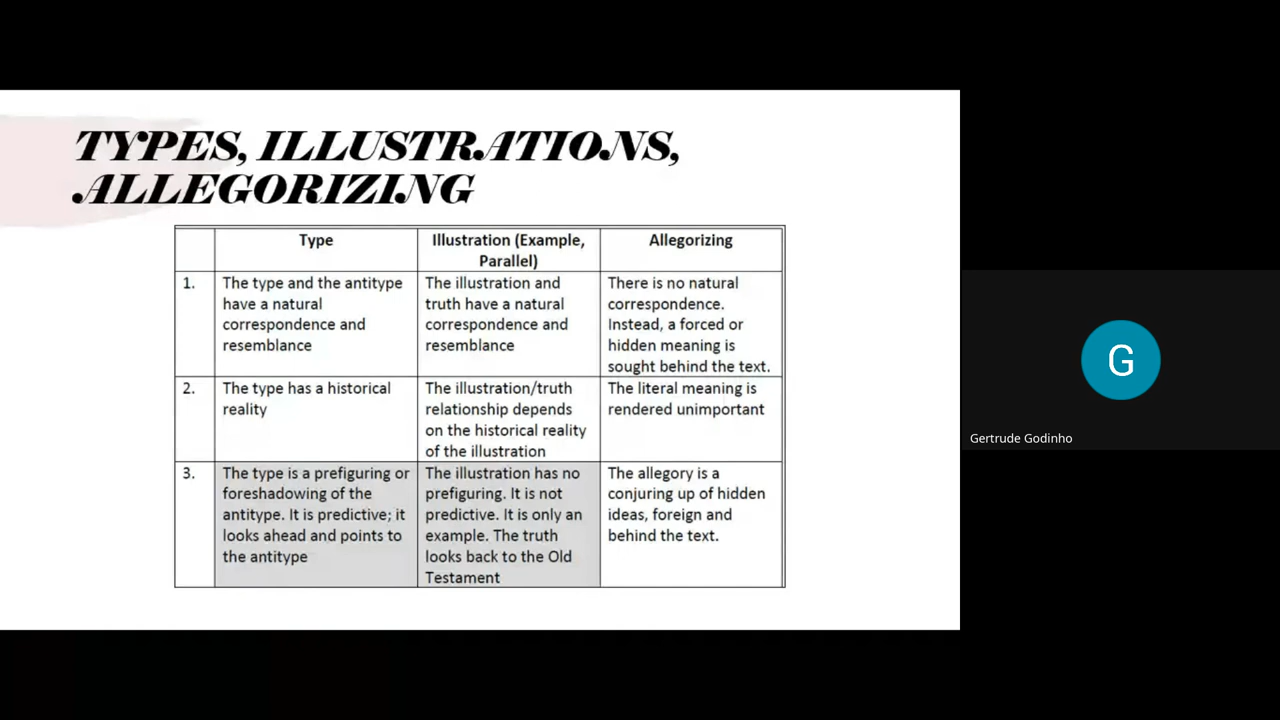 TYPES, ILLUSTRATIONS,
ALLEGORIZING
Type
Illustration (Example,
Parallel)
Allegorizing
1.
The type and the antitype
have a natural
correspondence and
resemblance
The illustration and
truth have a natural
correspondence and
resemblance
There is no natural
correspondence.
Instead, a forced or
hidden meaning is
sought behind the text.
2.
The type has a historical
reality
The illustration/truth
relationship depends
on the historical reality
of the illustration
The literal meaning is
rendered unimportant
3.
The type is a prefiguring or
foreshadowing of the
antitype. It is predictive; it
looks ahead and points to
the antitype
The illustration has no
prefiguring. It is not
predictive. It is only an
example. The truth
looks back to the Old
Testament
The allegory is a
conjuring up of hidden
ideas, foreign and
behind the text.
G
Gertrude Godinho